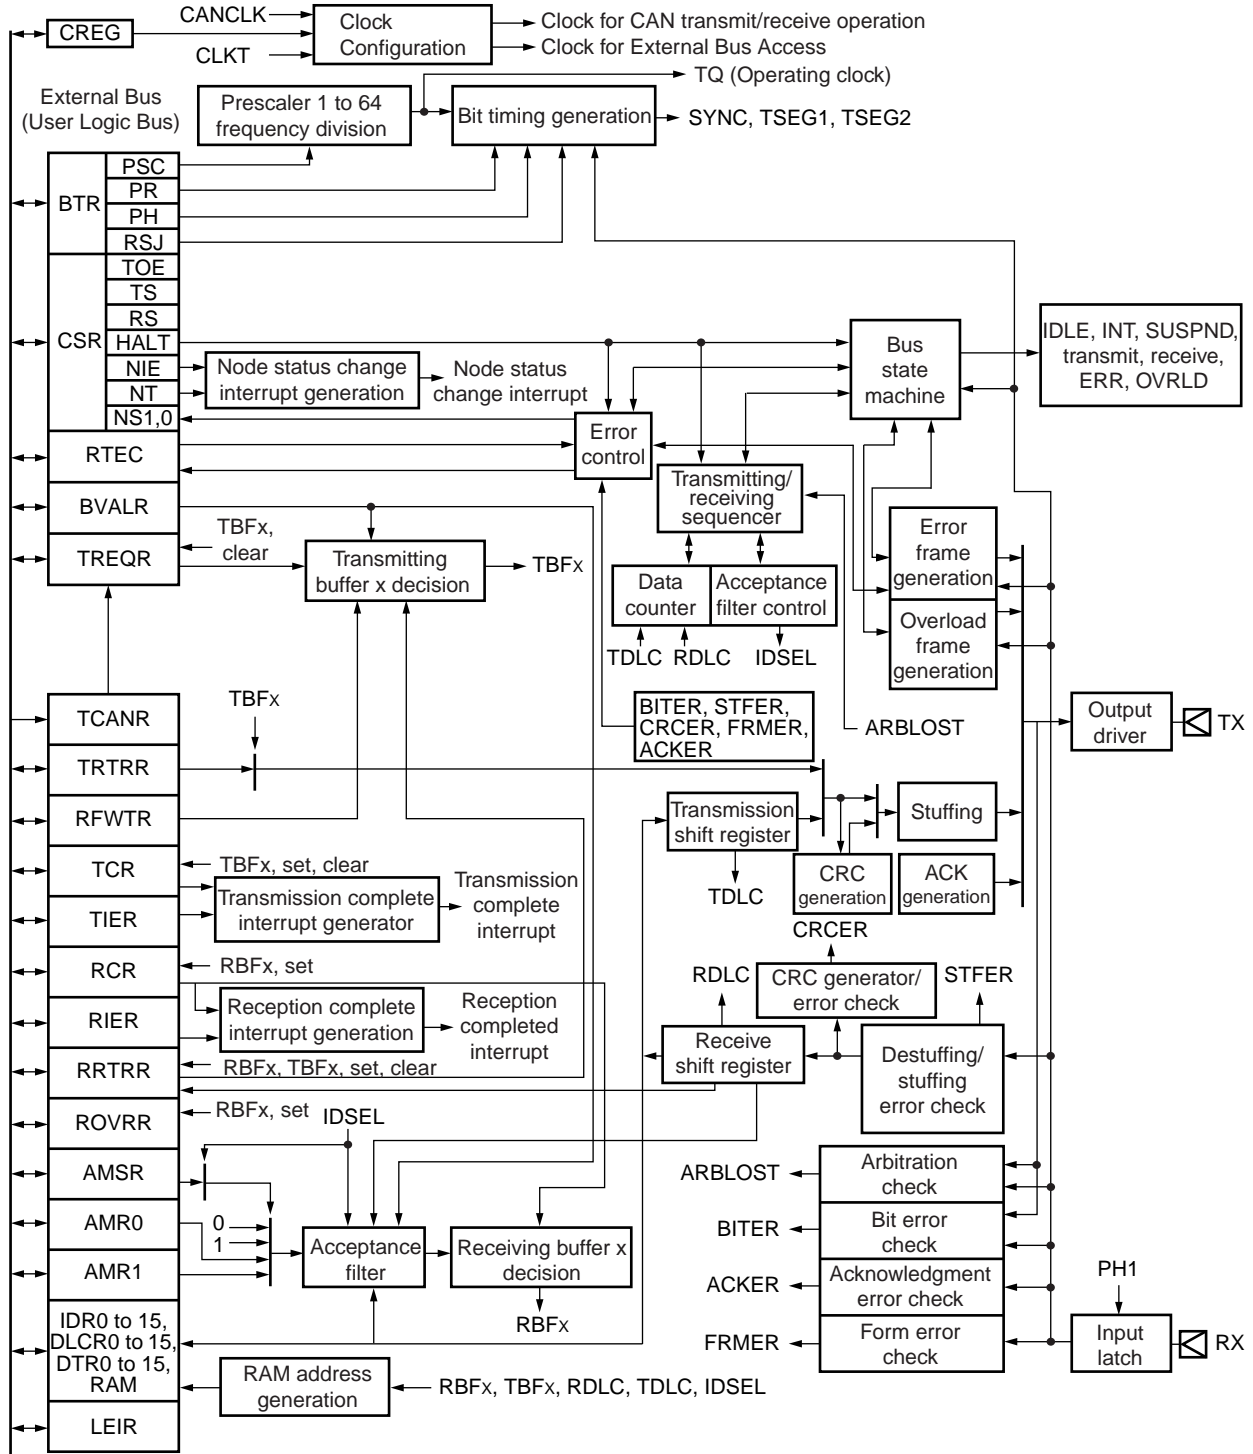 CANCLK
CREG
Clock
Configuration
CLKT
Clock for CAN transmit/receive operation
Clock for External Bus Access
TQ (Operating clock)
External Bus
(User Logic Bus)
Prescaler 1 to 64
frequency division
Bit timing generation
SYNC, TSEG1, TSEG2
BTR
PSC
PR
PH
RSJ
CSR
TOE
TS
RS
HALT
NIE
NT
NS1,0
Node status change
interrupt generation
Node status
change interrupt
Bus
state
machine
IDLE, INT, SUSPND,
transmit, receive,
ERR, OVRLD
RTEC
Error
control
BVALR
Transmitting/
receiving
sequencer
TREQR
TBFx,
clear
Transmitting
buffer x decision
TBFx
Data
counter
Acceptance
filter control
TDLC
RDLC
IDSEL
Error
frame
generation
Overload
frame
generation
TCANR
TBFx
BITER, STFER,
CRCER, FRMER,
ACKER
ARBLOST
Output
driver
TX
TRTRR
RFWTR
Transmission
shift register
Stuffing
TDLC
CRC
generation
ACK
generation
TCR
TBFx, set, clear
TIER
Transmission complete
interrupt generator
Transmission
complete
interrupt
CRCER
RCR
RBFx, set
RDLC
CRC generator/
error check
STFER
RIER
Reception complete
interrupt generation
Reception
completed
interrupt
Receive
shift register
Destuffing/
stuffing
error check
RRTRR
RBFx, TBFx, set, clear
ROVRR
RBFx, set
IDSEL
AMSR
ARBLOST
Arbitration
check
AMR0
0
1
Acceptance
filter
Receiving buffer x
decision
BITER
Bit error
check
AMR1
ACKER
Acknowledgment
error check
PH1
RBFx
IDR0 to 15,
DLCR0 to 15,
DTR0 to 15,
RAM
FRMER
Form error
check
Input
latch
RX
RAM address
generation
RBFx, TBFx, RDLC, TDLC, IDSEL
LEIR